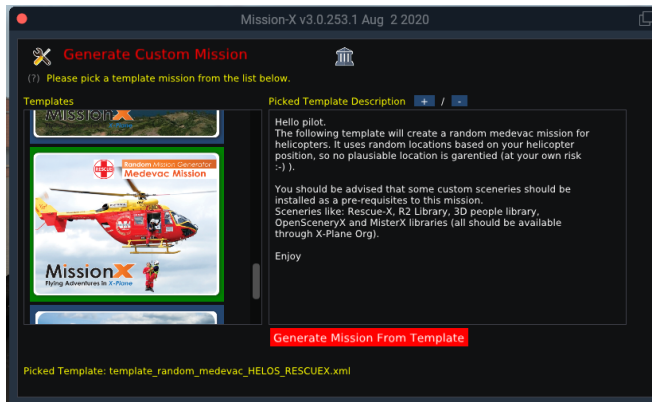 Mission-X v3.0.253.1 Aug 2 2020
Generate Custom Mission
(?) Please pick a template mission from the list below.
Templates
Picked Template Description + / -
MISSION
RESCUE
Random Mission Generator
Medevac Mission
MissionX
Flying Adventures in X-Plane
Hello pilot.
The following template will create a random medevac mission for
helicopters. It uses random locations based on your helicopter
position, so no plausiable location is garentied (at your own risk
:-) ).
You should be advised that some custom sceneries should be
installed as a pre-requisites to this mission.
Sceneries like: Rescue-X, R2 Library, 3D people library,
OpenSceneryX and MisterX libraries (all should be available
through X-Plane Org).
Enjoy
Generate Mission From Template
Picked Template: template_random_medevac_HELOS_RESCUEX.xml